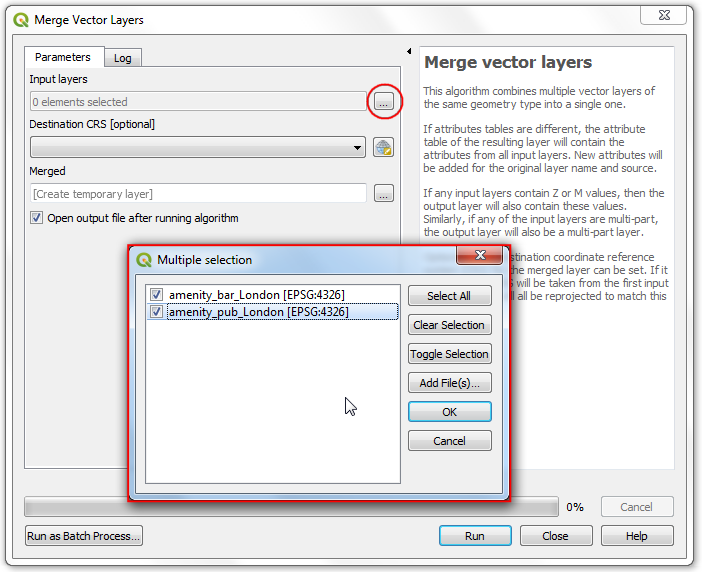 Merge Vector Layers
Parameters
Log
Input layers
0 elements selected
...
Destination CRS [optional]
Merged
[Create temporary layer]
...
Open output file after running algorithm
Merge vector layers
This algorithm combines multiple vector layers of
the same geometry type into a single one.
If attributes tables are different, the attribute
table of the resulting layer will contain the
attributes from all input layers. New attributes will
be added for the original layer name and source.
If any input layers contain Z or M values, then the
output layer will also contain these values.
Similarly, if any of the input layers are multi-part,
the output layer will also be a multi-part layer.
destination coordinate reference
the merged layer can be set. If it
will be taken from the first input
all be reprojected to match this
Multiple selection
amenity_bar_London [EPSG:4326]
amenity_pub_London [EPSG:4326]
Select All
Clear Selection
Toggle Selection
Add File(s)...
OK
Cancel
0%
Cancel
Run as Batch Process...
Run
Close
Help